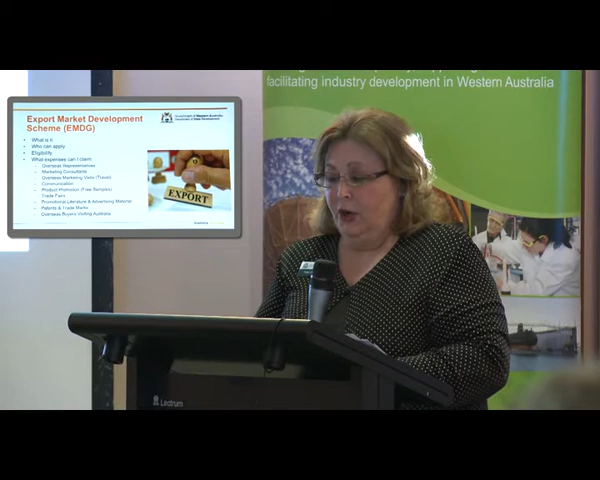 facilitating industry development in Western Australia
Export Market Development
Scheme (EMDG)
Government of Western Australia
Department of State Development
What is it
Who can apply
Eligibility
What expenses can I claim
Overseas Representatives
Marketing Consultants
Overseas Marketing Visits (Travel)
Communication
Product Promotion (Free Samples)
Trade Fairs
Promotional Literature & Advertising Material
Patents & Trade Marks
Overseas Buyers Visiting Australia
EXPORT
Lectrum